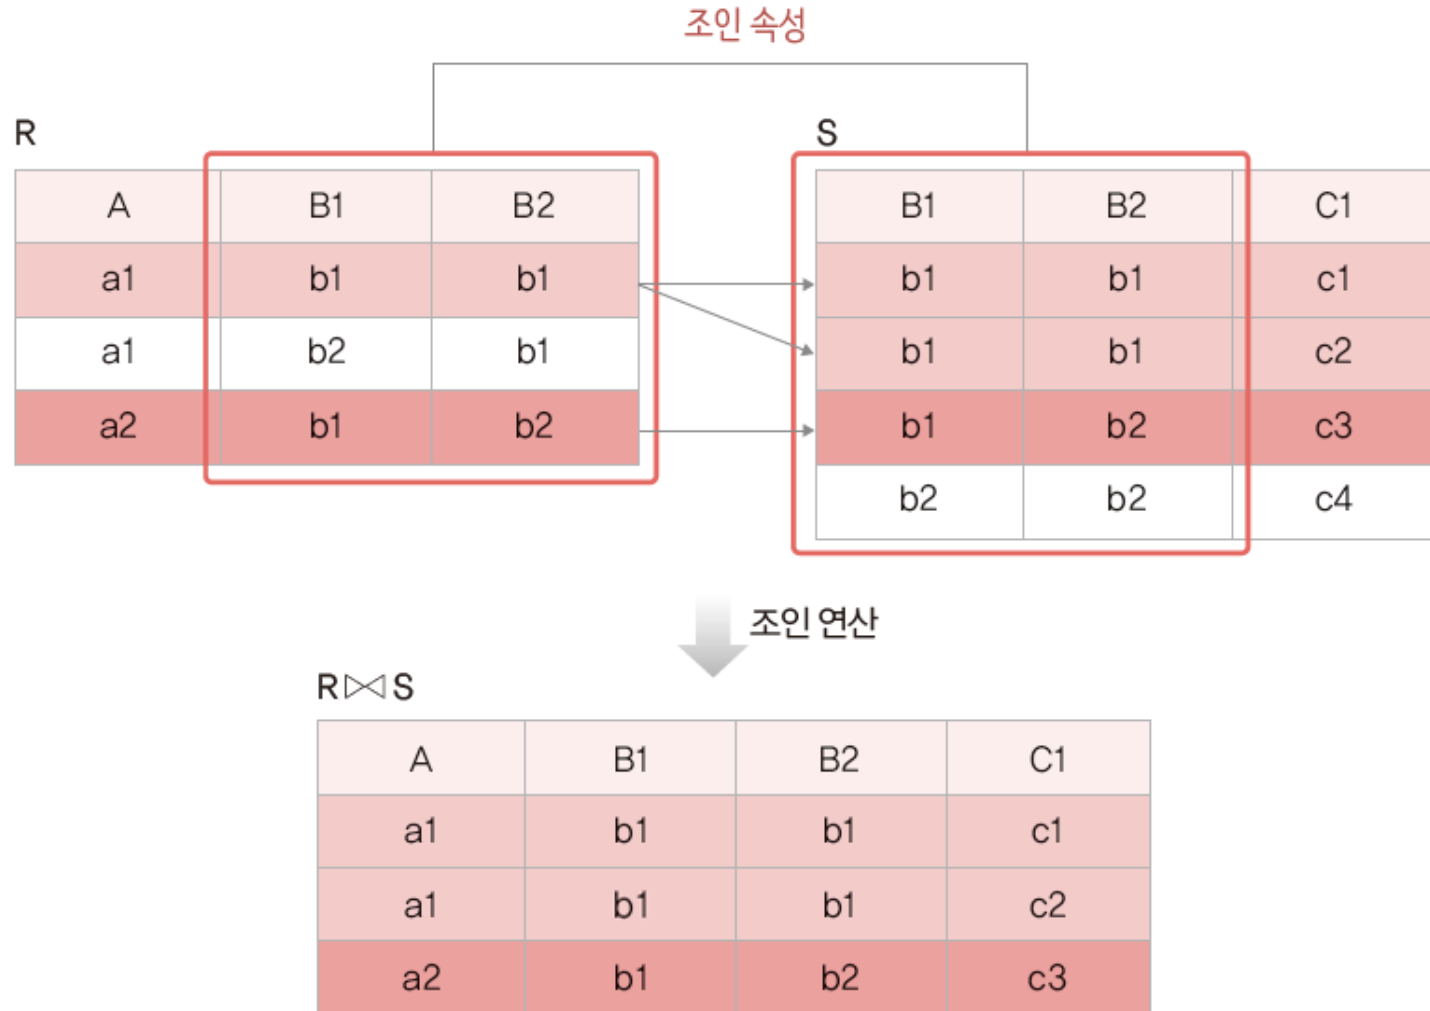 조인 속성
R
A B1 B2
a1 b1 b1
a1 b2 b1
a2 b1 b2
S
B1 B2 C1
b1 b1 c1
b1 b1 c2
b1 b2 c3
b2 b2 c4
조인 연산
R⋈S
A B1 B2 C1
a1 b1 b1 c1
a1 b1 b1 c2
a2 b1 b2 c3